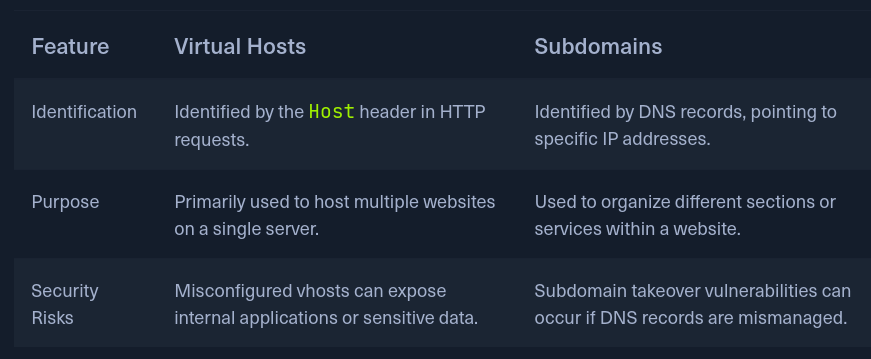 Feature Virtual Hosts Subdomains
Identification Identified by the Host header in HTTP requests. Identified by DNS records, pointing to specific IP addresses.
Purpose Primarily used to host multiple websites on a single server. Used to organize different sections or services within a website.
Security Risks Misconfigured vhosts can expose internal applications or sensitive data. Subdomain takeover vulnerabilities can occur if DNS records are mismanaged.